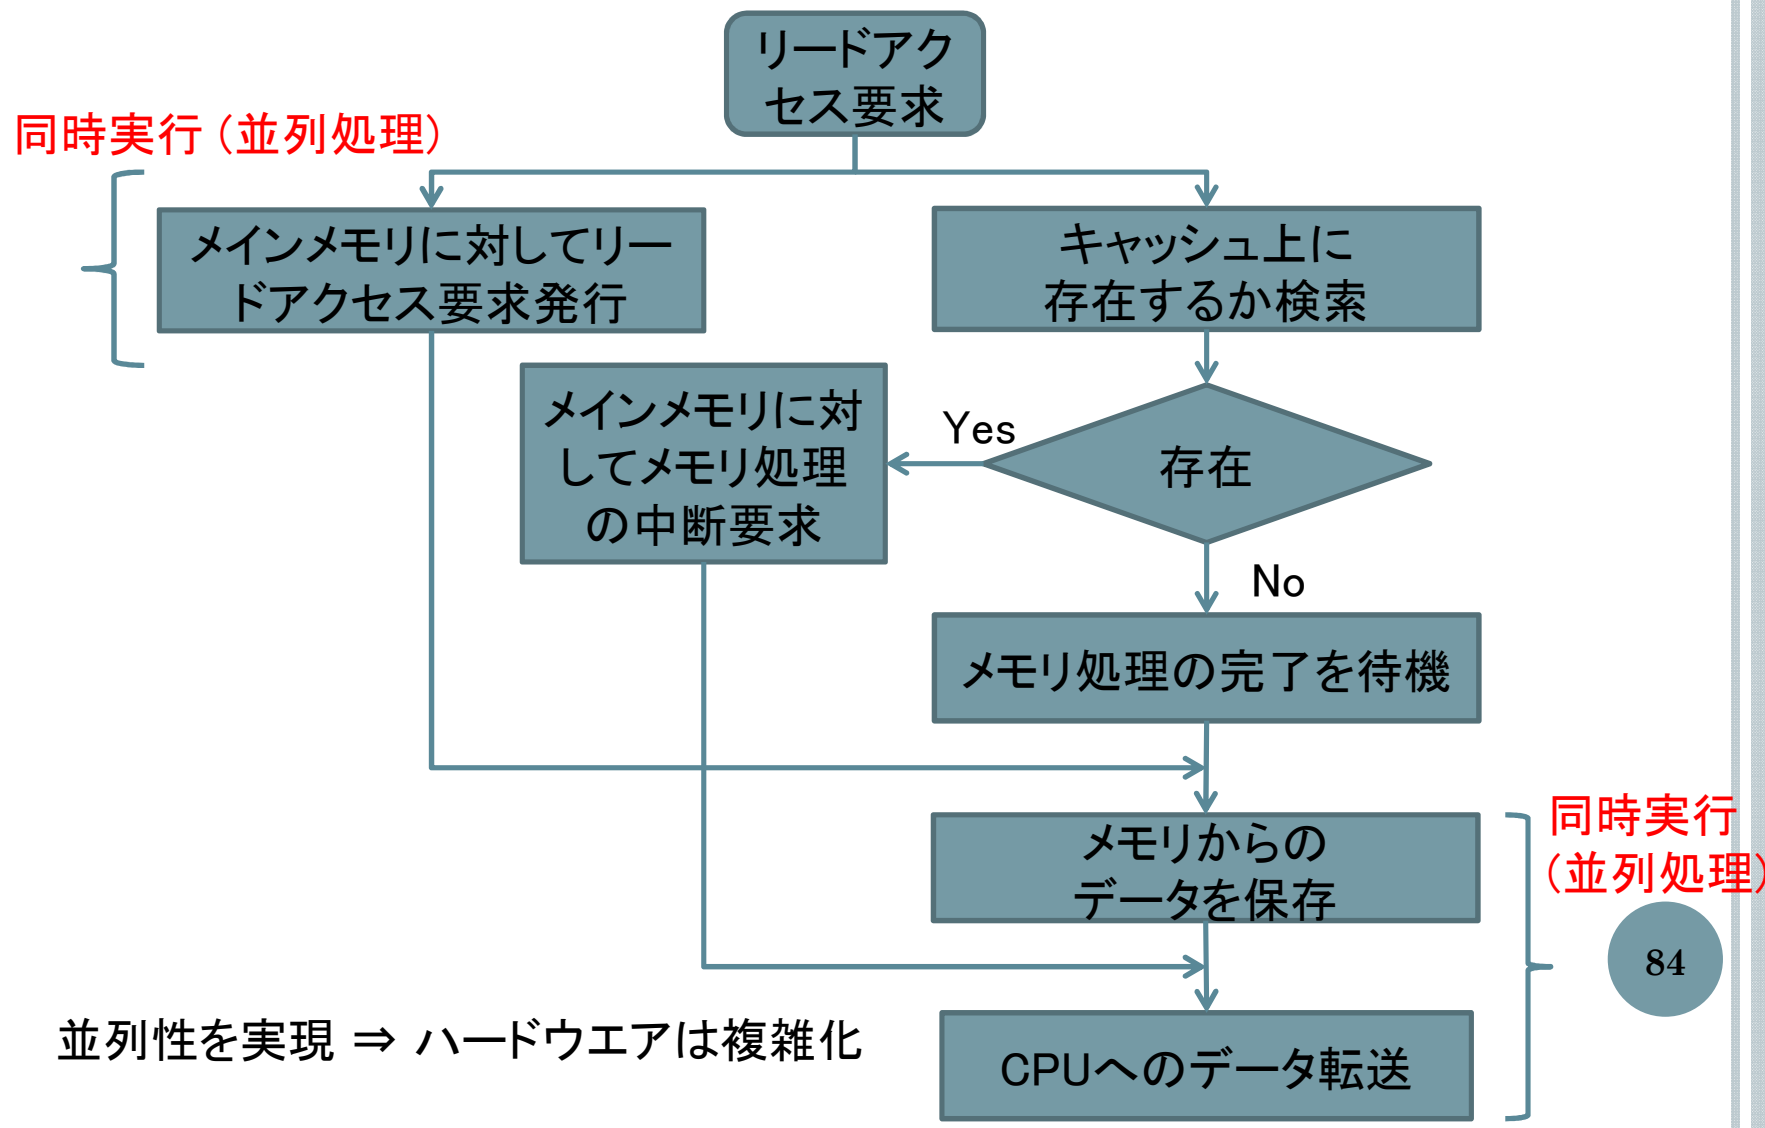 リードアク
セス要求
同時実行（並列処理）
メインメモリに対してリー
ドアクセス要求発行
キャッシュ上に
存在するか検索
メインメモリに対
してメモリ処理
の中断要求
Yes
存在
No
メモリ処理の完了を待機
メモリからの
データを保存
同時実行
（並列処理）
84
並列性を実現 ⇒ ハードウエアは複雑化
CPUへのデータ転送